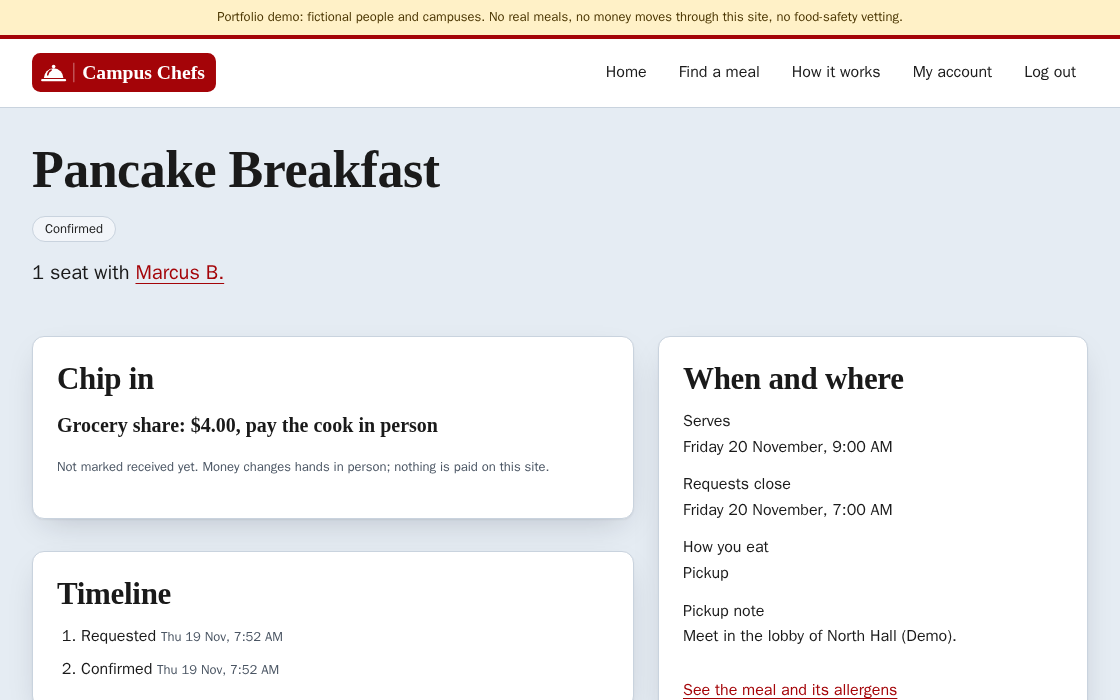 Portfolio demo: fictional people and campuses. No real meals, no money moves through this site, no food-safety vetting.
Campus Chefs
Home
Find a meal
How it works
My account
Log out
Pancake Breakfast
Confirmed
1 seat with Marcus B.
Chip in
Grocery share: $4.00, pay the cook in person
Not marked received yet. Money changes hands in person; nothing is paid on this site.
Timeline
1. Requested Thu 19 Nov, 7:52 AM
2. Confirmed Thu 19 Nov, 7:52 AM
When and where
Serves
Friday 20 November, 9:00 AM
Requests close
Friday 20 November, 7:00 AM
How you eat
Pickup
Pickup note
Meet in the lobby of North Hall (Demo).
See the meal and its allergens